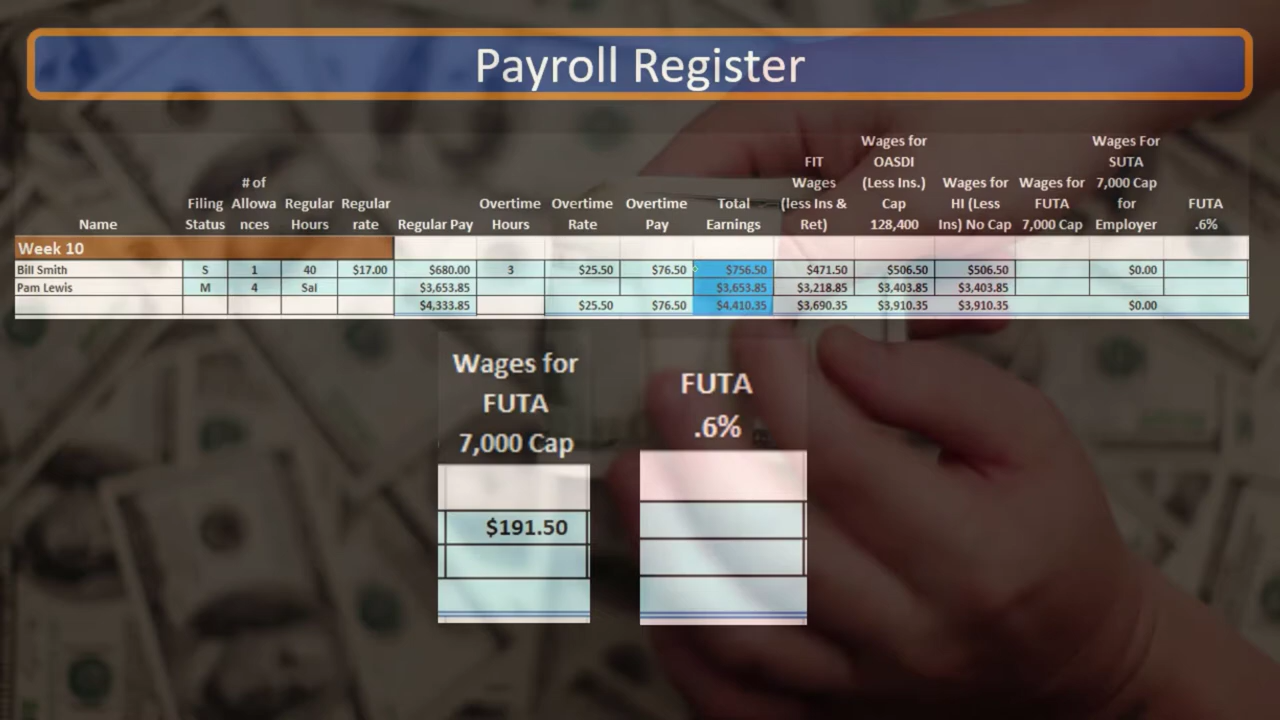 Payroll Register
Wages for Wages For
FIT OASDI SUTA
# of Wages (Less Ins.) Wages for Wages for 7,000 Cap
Filing Allowa Regular Regular Overtime Overtime Overtime Total (less Ins & Cap HI (Less FUTA for FUTA
Name Status nces Hours rate Regular Pay Hours Rate Pay Earnings Ret) 128,400 Ins) No Cap 7,000 Cap Employer .6%
Week 10
Bill Smith S 1 40 $17.00 $680.00 3 $25.50 $76.50 $756.50 $471.50 $506.50 $506.50 $0.00
Pam Lewis M 4 Sal $3,653.85 $3,653.85 $3,218.85 $3,403.85 $3,403.85
$4,333.85 $25.50 $76.50 $4,410.35 $3,690.35 $3,910.35 $3,910.35 $0.00
Wages for
FUTA
7,000 Cap
$191.50
FUTA
.6%